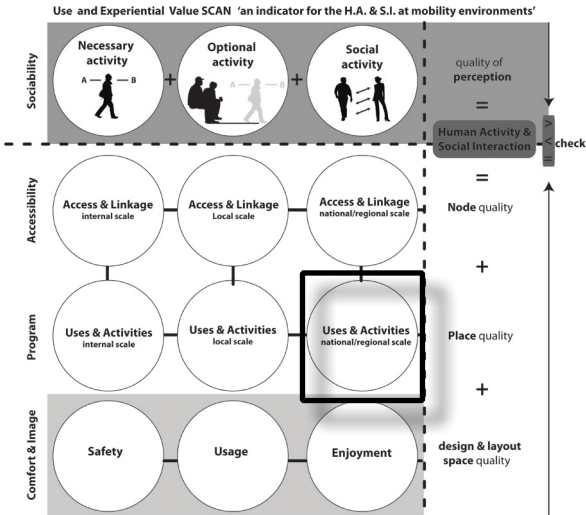 Use and Experiential Value SCAN 'an indicator for the H.A. & S.I. at mobility environments'
Sociability
Necessary
activity
A
B
+
Optional
activity
A
B
+
Social
activity
quality of
perception
=
Human Activity &
Social Interaction
>
<
=
check
=
Accessibility
Access & Linkage
internal scale
Access & Linkage
Local scale
Access & Linkage
national/regional scale
Node quality
+
Program
Uses & Activities
internal scale
Uses & Activities
local scale
Uses & Activities
national/regional scale
Place quality
+
Comfort & Image
Safety
Usage
Enjoyment
design & layout
space quality